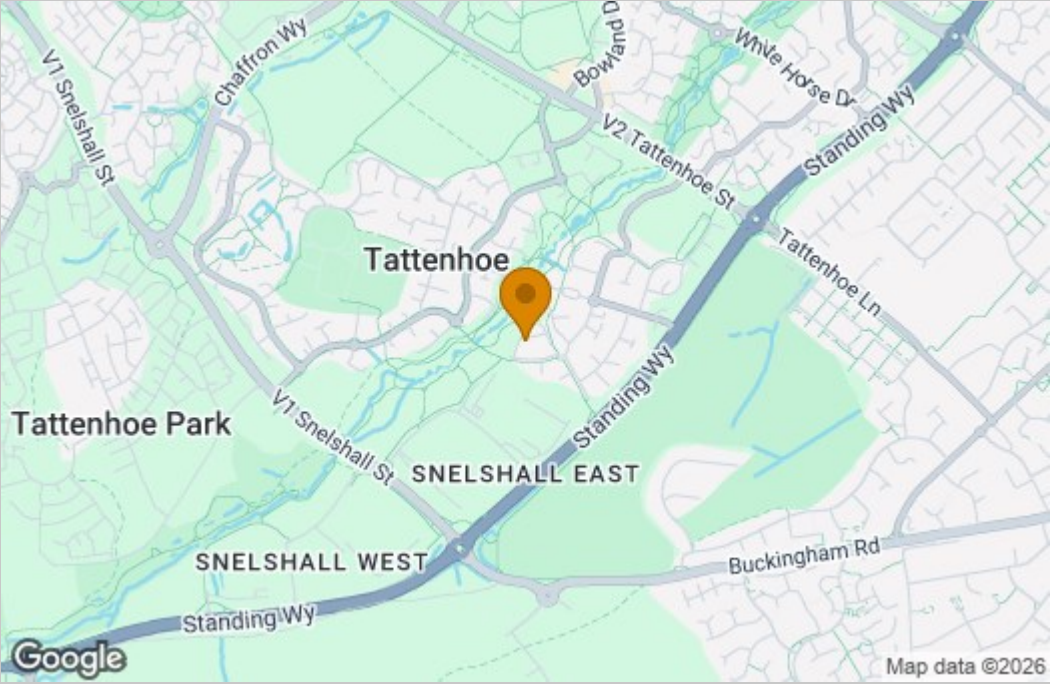 Chaffron Wy
Bowland D
White Horse Dr
V1 Snelshall St
V2 Tattenhoe St
Standing Wy
Tattenhoe
Tattenhoe Ln
Standing Wy
Tattenhoe Park
V1 Snelshall St
SNELSHALL EAST
SNELSHALL WEST
Buckingham Rd
Standing Wy
Google
Map data ©2026